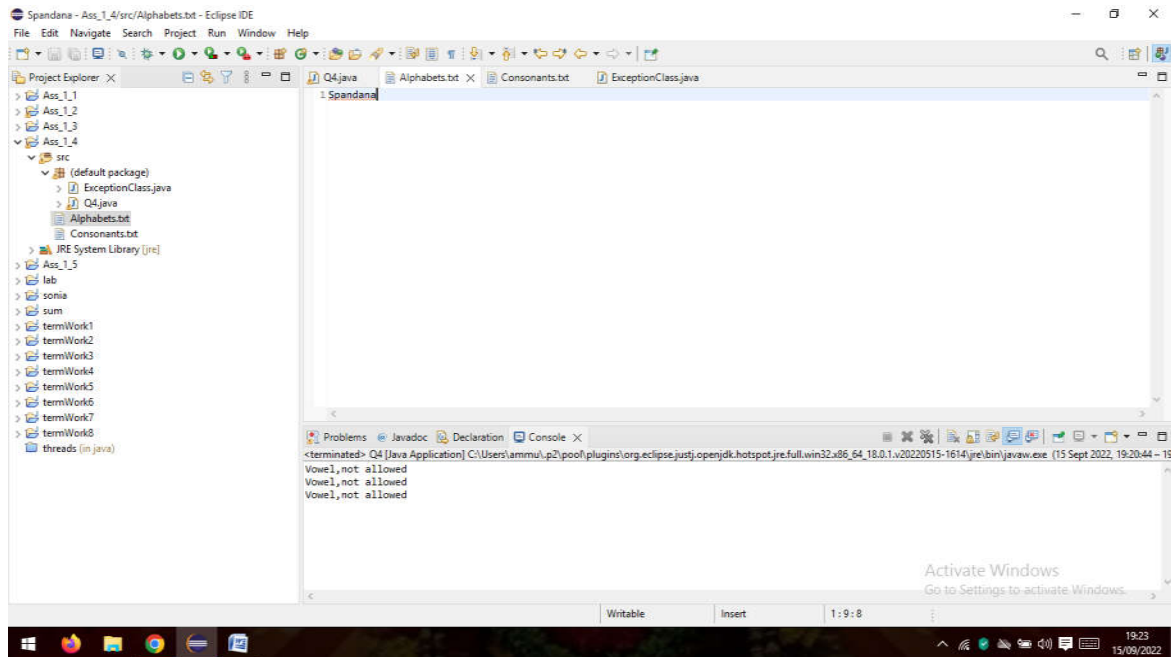 Spandana - Ass_1_4/src/Alphabets.txt - Eclipse IDE
File Edit Navigate Search Project Run Window Help
Project Explorer
Q4.java Alphabets.txt Consonants.txt ExceptionClass.java
Ass_1_1
Ass_1_2
Ass_1_3
Ass_1_4
src
(default package)
ExceptionClass.java
Q4.java
Alphabets.txt
Consonants.txt
JRE System Library [jre]
Ass_1_5
lab
sonia
sum
termWork1
termWork2
termWork3
termWork4
termWork5
termWork6
termWork7
termWork8
threads (in java)
1 Spandana
Problems Javadoc Declaration Console
<terminated> Q4 [Java Application] C:\Users\ammu\.p2\pool\plugins\org.eclipse.justj.openjdk.hotspot.jre.full.win32.x86_64_18.0.1.v20220515-1614\jre\bin\javaw.exe (15 Sept 2022, 19:20:44 – 19
Vowel,not allowed
Vowel,not allowed
Vowel,not allowed
Activate Windows
Go to Settings to activate Windows.
Writable Insert 1:9:8
19:23
15/09/2022